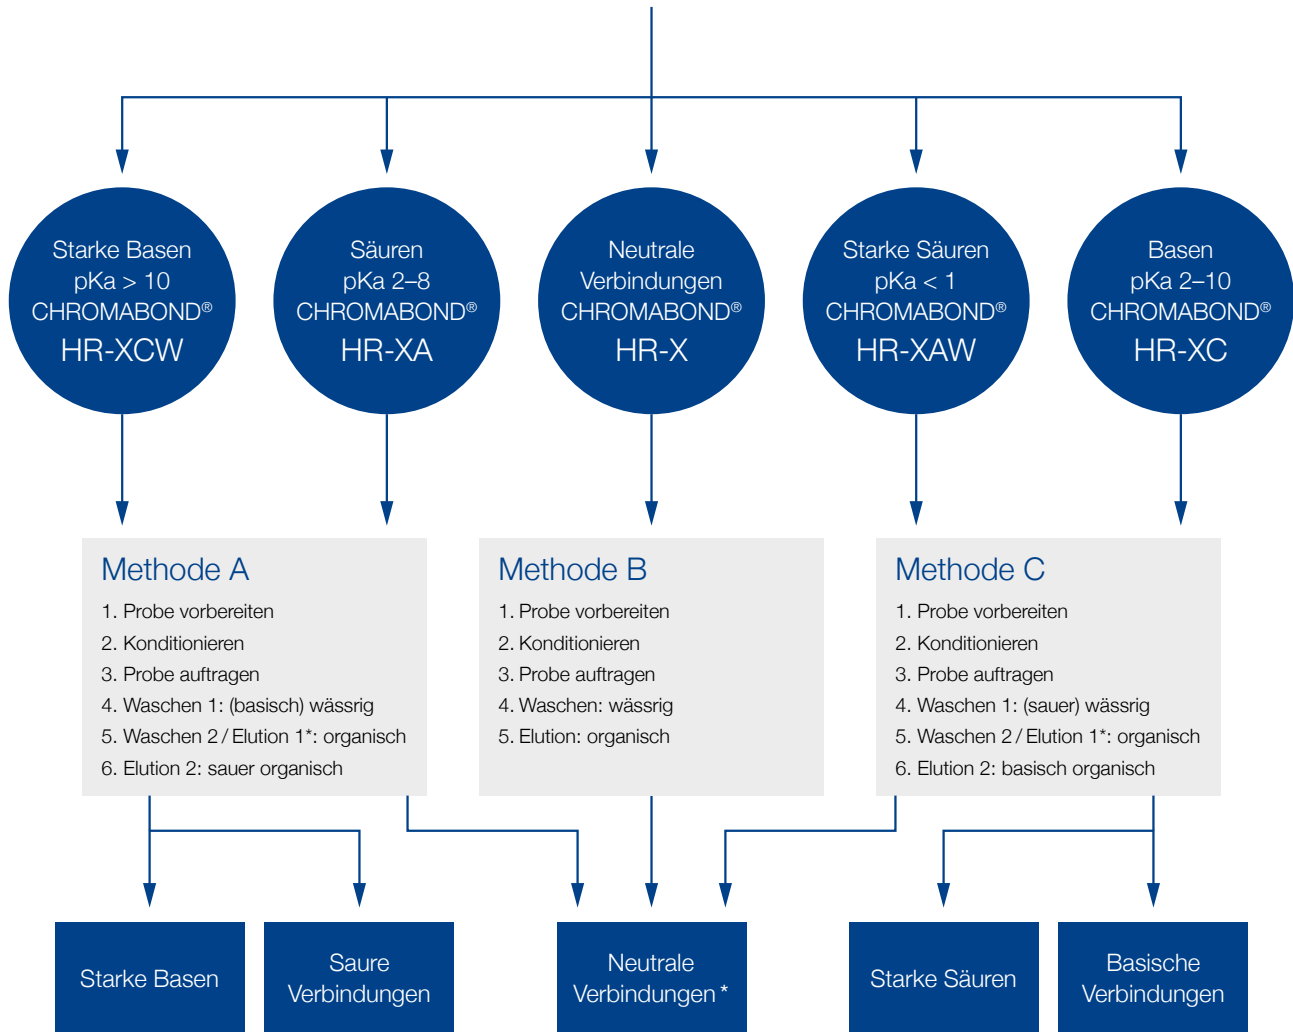 Starke Basen
pKa > 10
CHROMABOND®
HR-XCW
Säuren
pKa 2–8
CHROMABOND®
HR-XA
Neutrale
Verbindungen
CHROMABOND®
HR-X
Starke Säuren
pKa < 1
CHROMABOND®
HR-XAW
Basen
pKa 2–10
CHROMABOND®
HR-XC
Methode A
1. Probe vorbereiten
2. Konditionieren
3. Probe auftragen
4. Waschen 1: (basisch) wässrig
5. Waschen 2 / Elution 1*: organisch
6. Elution 2: sauer organisch
Methode B
1. Probe vorbereiten
2. Konditionieren
3. Probe auftragen
4. Waschen: wässrig
5. Elution: organisch
Methode C
1. Probe vorbereiten
2. Konditionieren
3. Probe auftragen
4. Waschen 1: (sauer) wässrig
5. Waschen 2 / Elution 1*: organisch
6. Elution 2: basisch organisch
Starke Basen
Saure
Verbindungen
Neutrale
Verbindungen *
Starke Säuren
Basische
Verbindungen